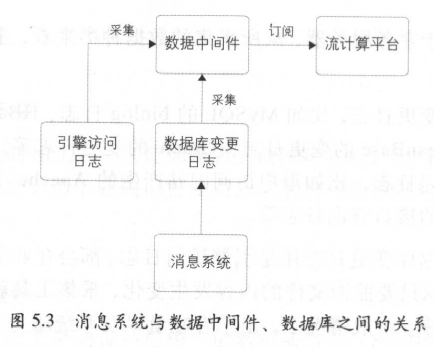 采集
数据中间件
订阅
流计算平台
采集
引擎访问
日志
数据库变更
日志
消息系统
图 5.3 消息系统与数据中间件、数据库之间的关系